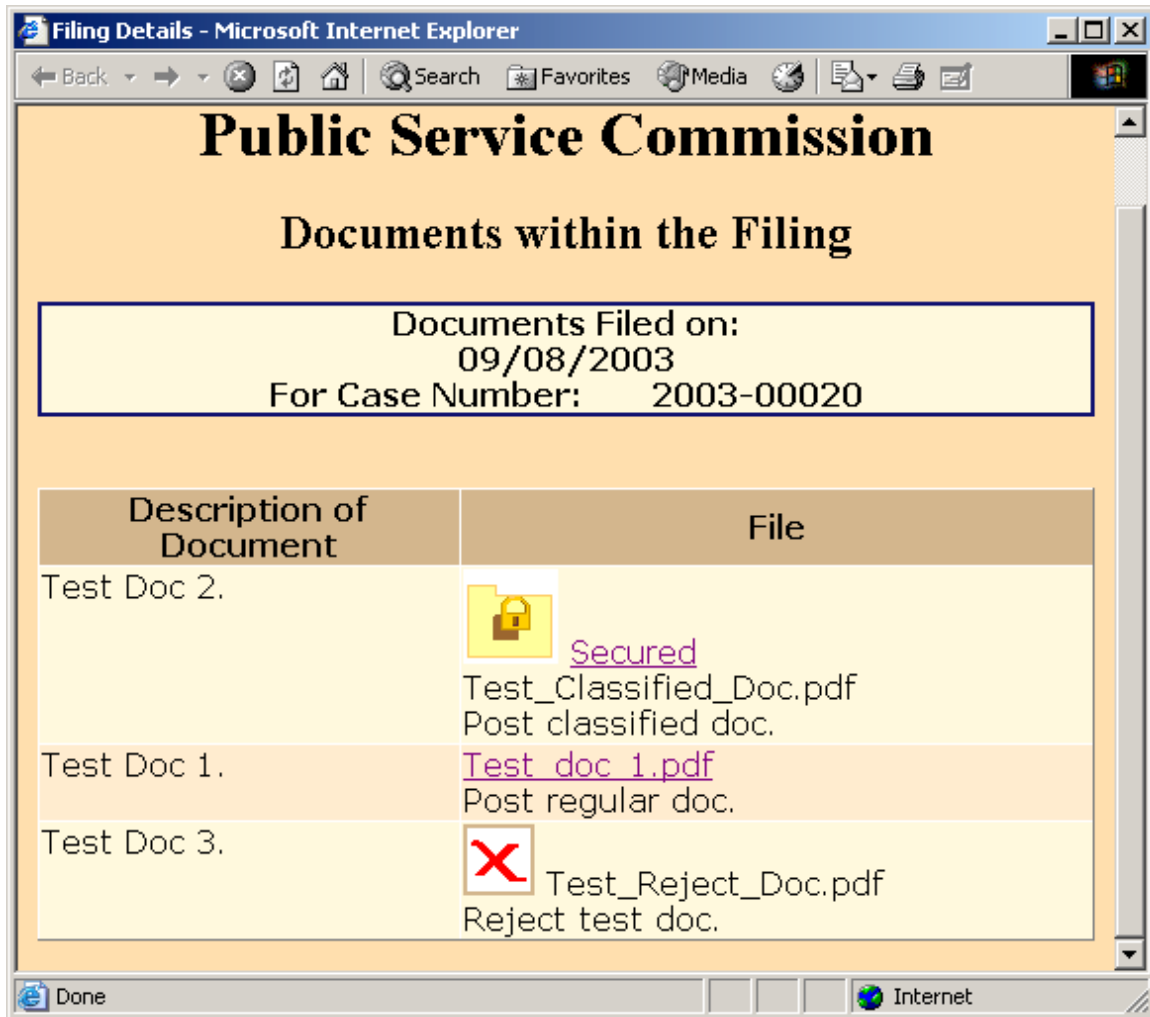 Filing Details - Microsoft Internet Explorer
Back Search Favorites Media
Public Service Commission
Documents within the Filing
Documents Filed on:
09/08/2003
For Case Number: 2003-00020
Description of Document
File
Test Doc 2.
Secured
Test_Classified_Doc.pdf
Post classified doc.
Test Doc 1.
Test_doc_1.pdf
Post regular doc.
Test Doc 3.
Test_Reject_Doc.pdf
Reject test doc.
Done
Internet